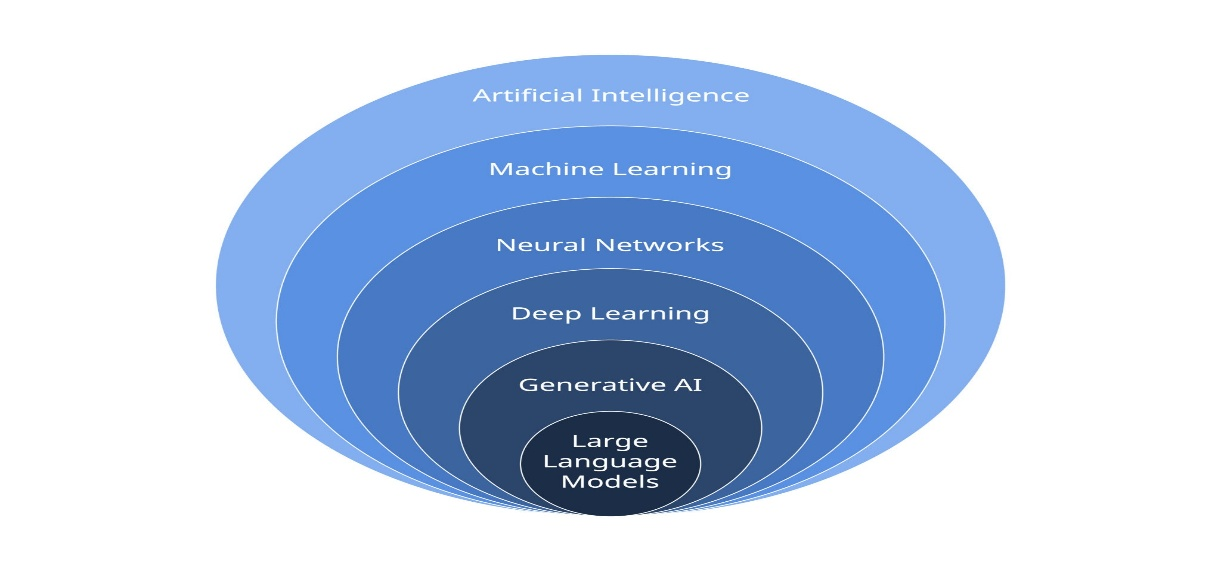 Artificial Intelligence
Machine Learning
Neural Networks
Deep Learning
Generative AI
Large
Language
Models